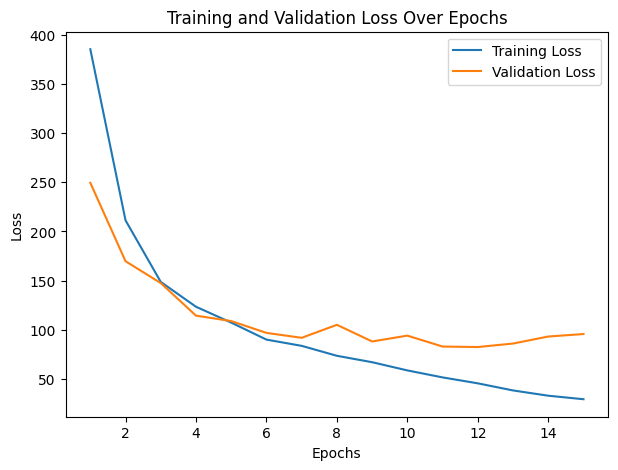 Training and Validation Loss Over Epochs
Training Loss
Validation Loss
400
350
300
250
200
150
100
50
Loss
2 4 6 8 10 12 14
Epochs